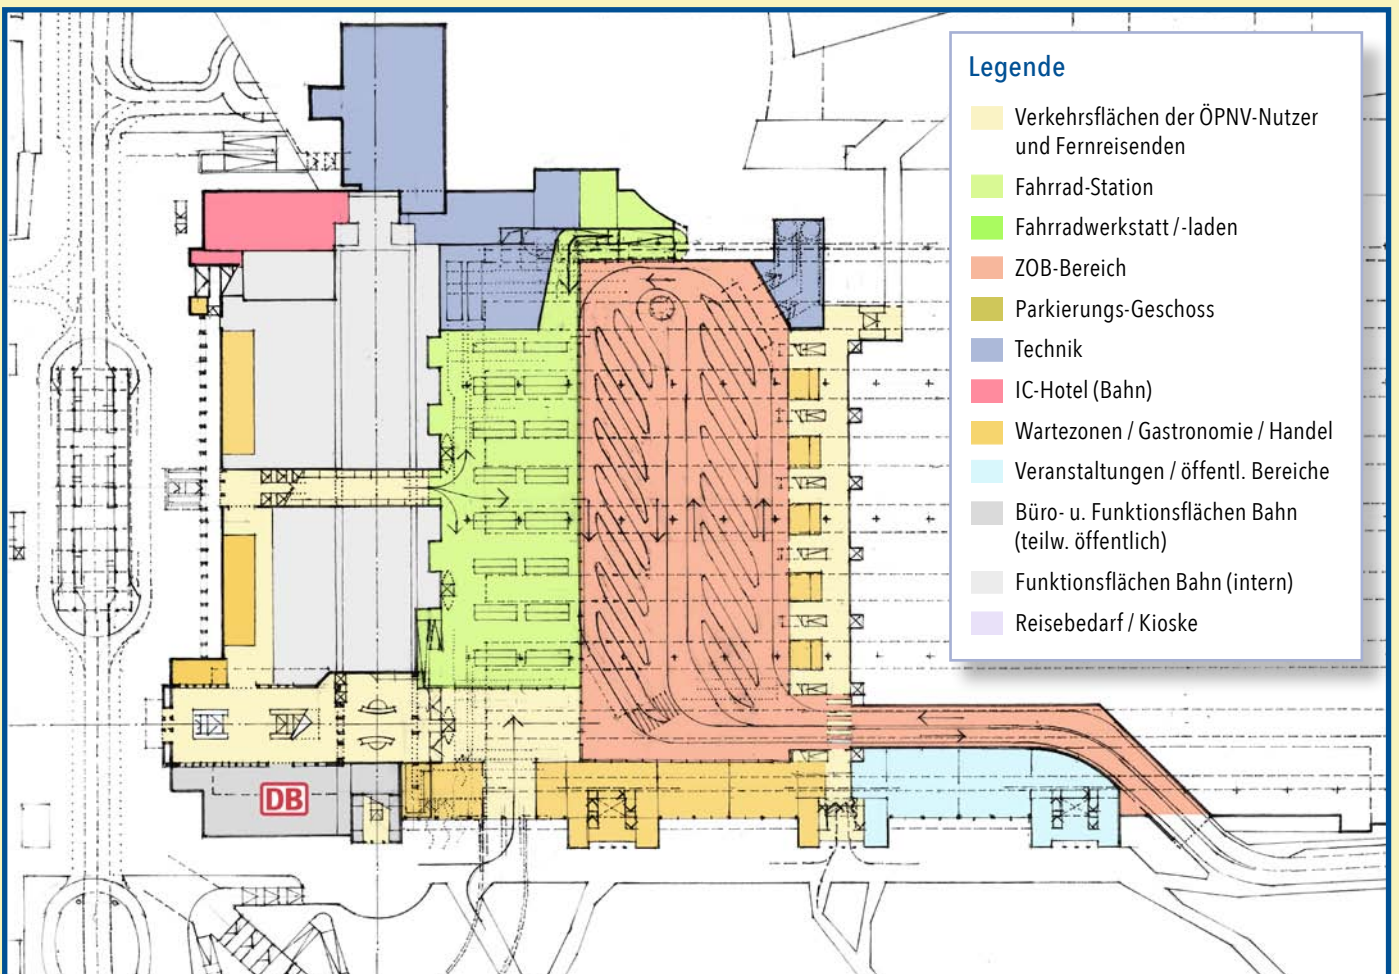 Legende
Verkehrsflächen der ÖPNV-Nutzer
und Fernreisenden
Fahrrad-Station
Fahrradwerkstatt /-laden
ZOB-Bereich
Parkierungs-Geschoss
Technik
IC-Hotel (Bahn)
Wartezonen / Gastronomie / Handel
Veranstaltungen / öffentl. Bereiche
Büro- u. Funktionsflächen Bahn
(teilw. öffentlich)
Funktionsflächen Bahn (intern)
Reisebedarf / Kioske
DB